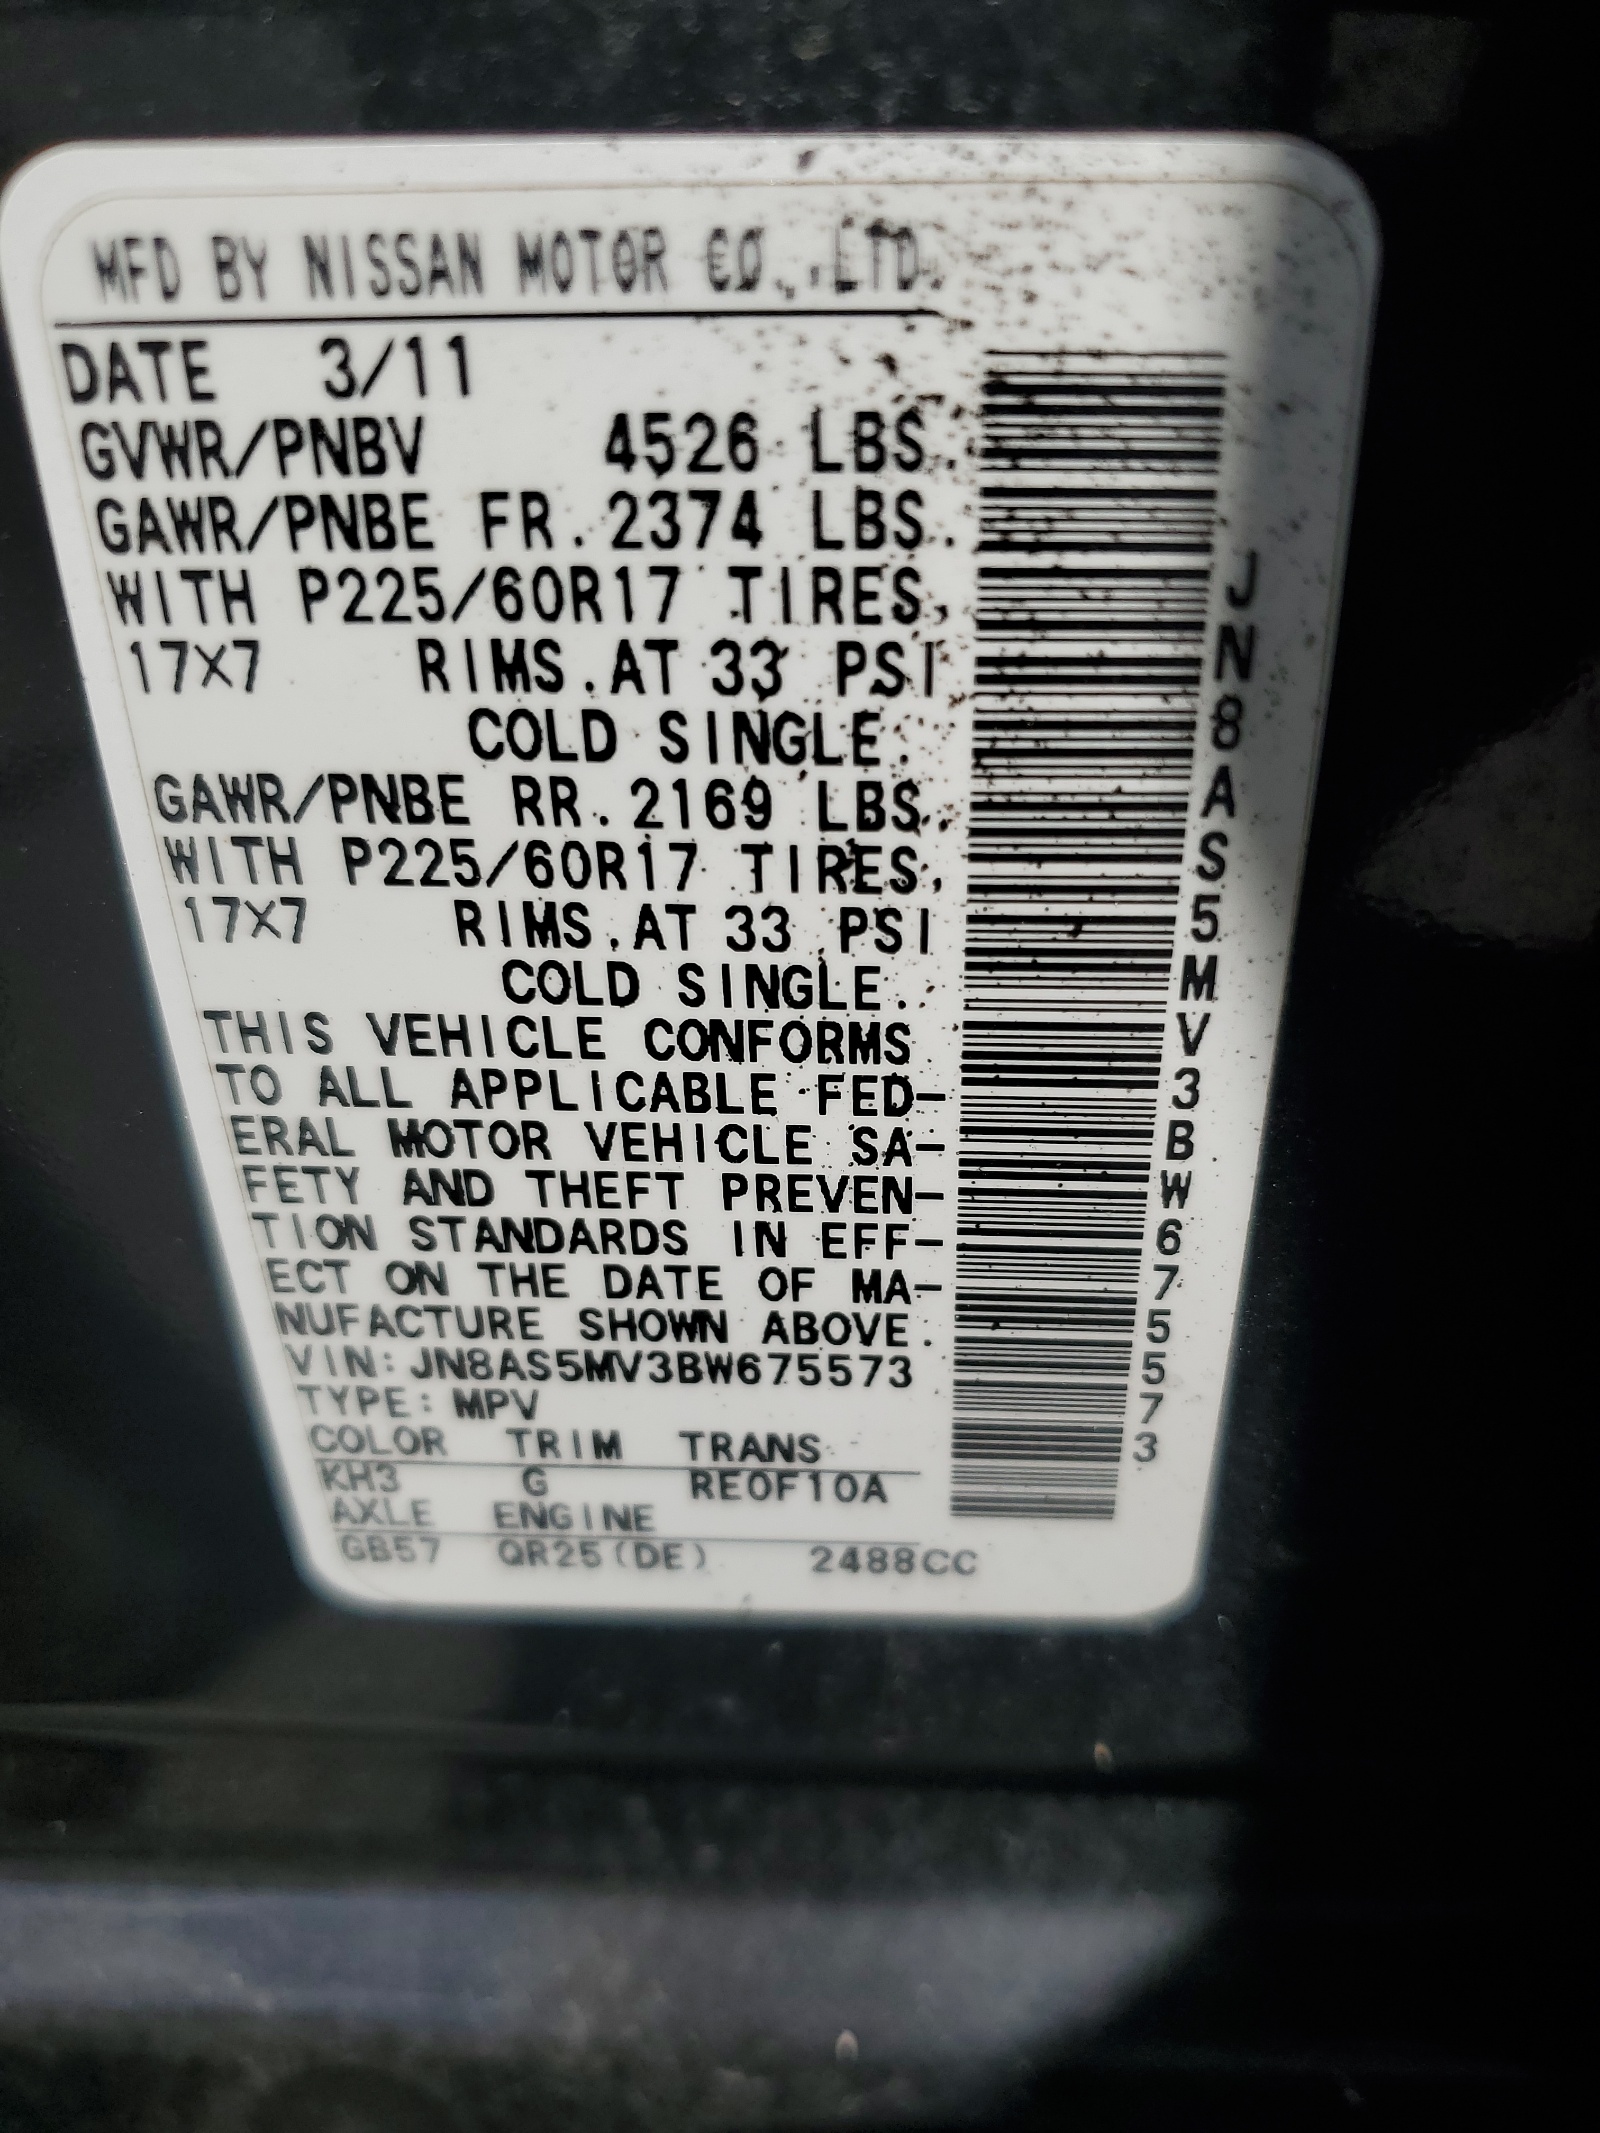 MFD BY NISSAN MOTOR CO.,LTD.
DATE 3/11
GVWR/PNBV 4526 LBS.
GAWR/PNBE FR. 2374 LBS.
WITH P225/60R17 TIRES,
17X7 RIMS.AT 33 PSI
COLD SINGLE.
GAWR/PNBE RR. 2169 LBS.
WITH P225/60R17 TIRES,
17X7 RIMS.AT 33 PSI
COLD SINGLE.
THIS VEHICLE CONFORMS
TO ALL APPLICABLE FED-
ERAL MOTOR VEHICLE SA-
FETY AND THEFT PREVEN-
TION STANDARDS IN EFF-
ECT ON THE DATE OF MA-
NUFACTURE SHOWN ABOVE.
VIN: JN8AS5MV3BW675573
TYPE: MPV
COLOR TRIM TRANS
KH3 G RE0F10A
AXLE ENGINE
GB57 QR25(DE) 2488CC
JN8AS5MV3BW675573